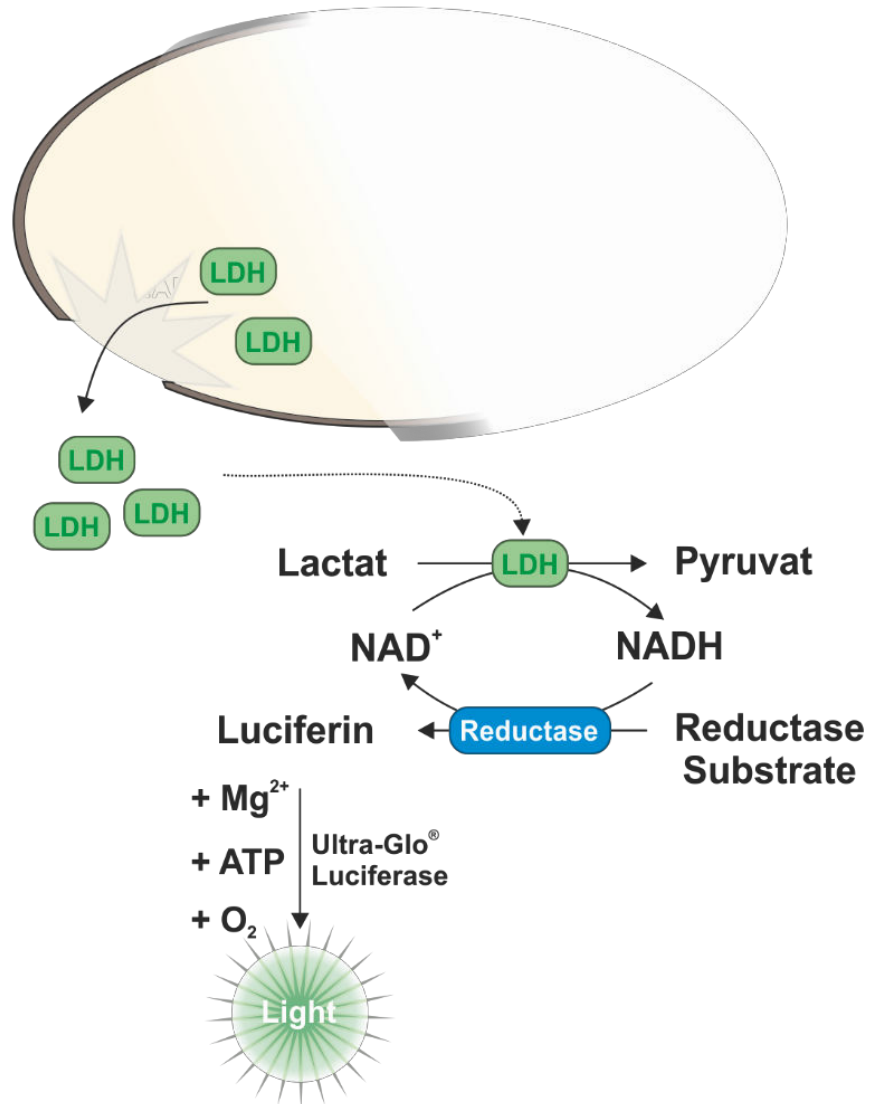 LDH
LDH
LDH
LDH
LDH
Lactat
LDH
Pyruvat
NAD⁺
NADH
Luciferin
Reductase
Reductase
Substrate
+ Mg²⁺
+ ATP
+ O₂
Ultra-Glo®
Luciferase
Light